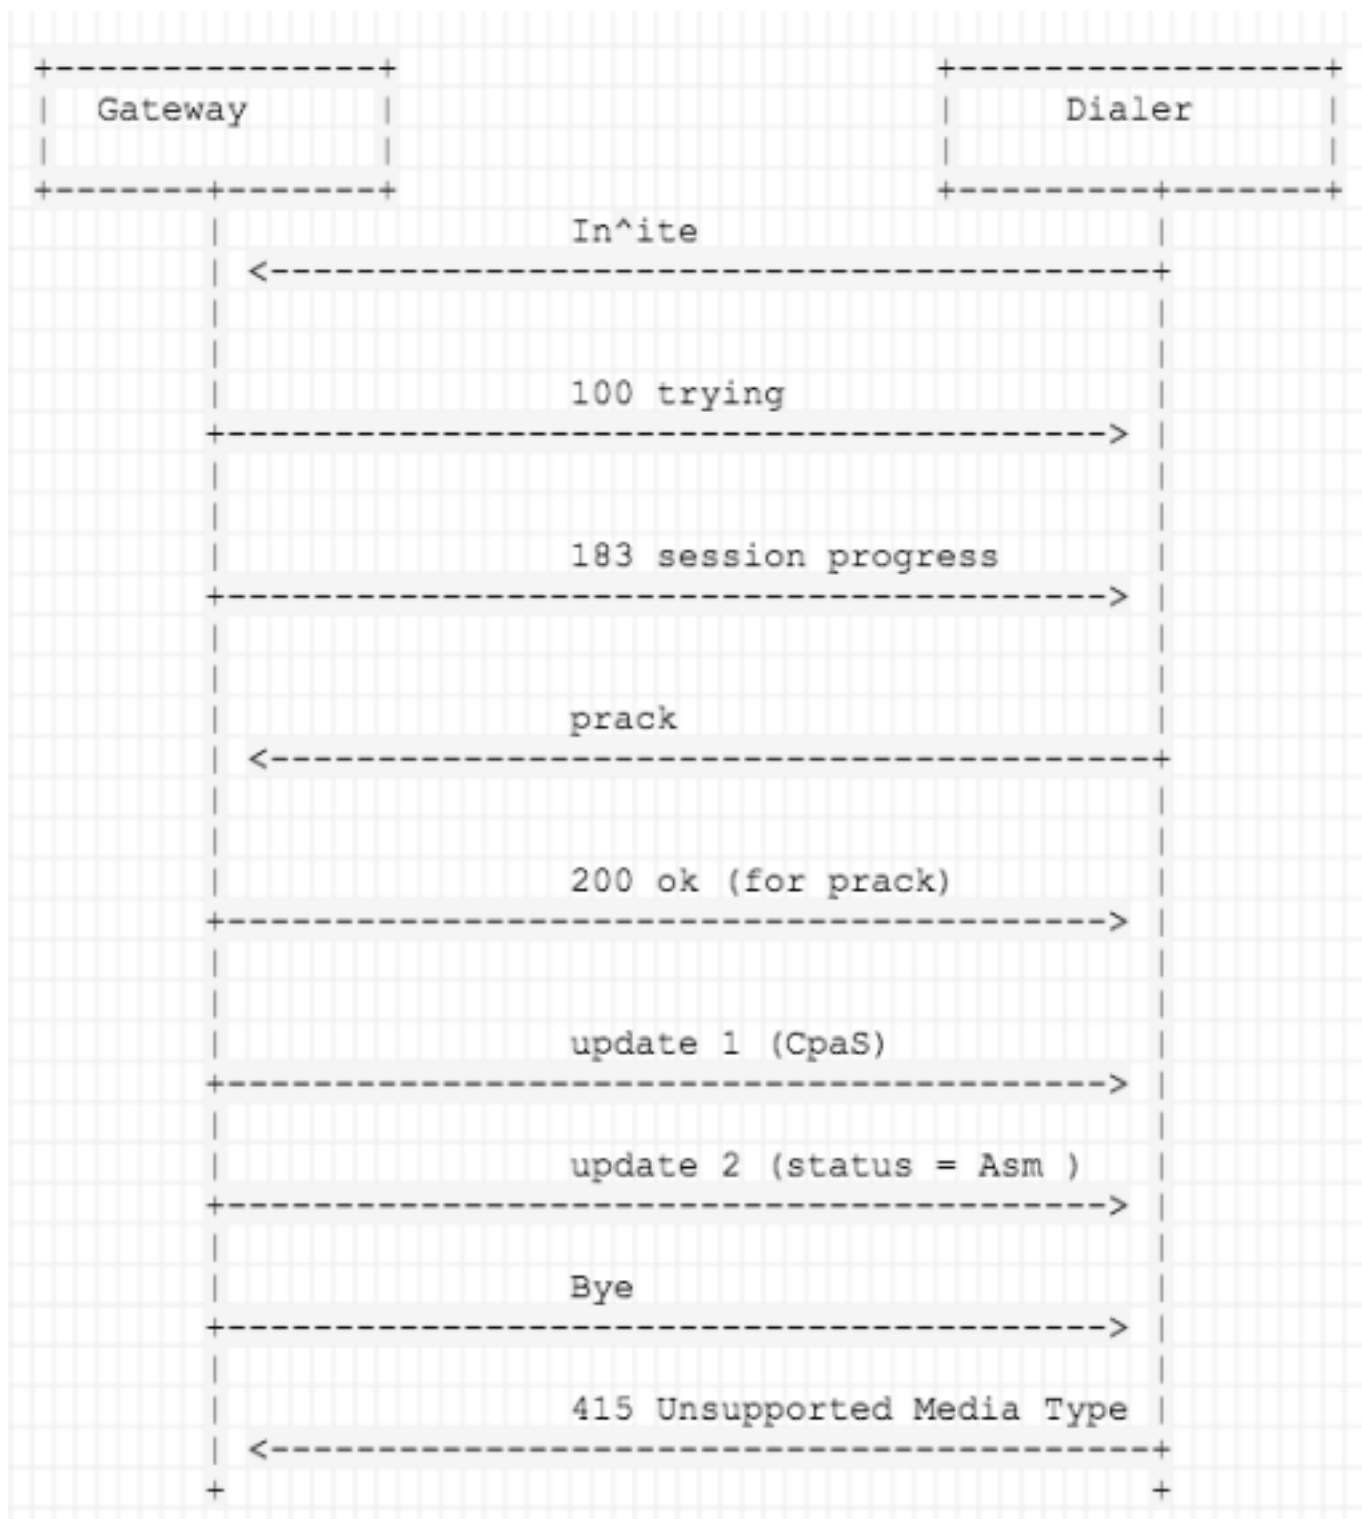 Gateway
Dialer
In^ite
100 trying
183 session progress
prack
200 ok (for prack)
update 1 (CpaS)
update 2 (status = Asm )
Bye
415 Unsupported Media Type